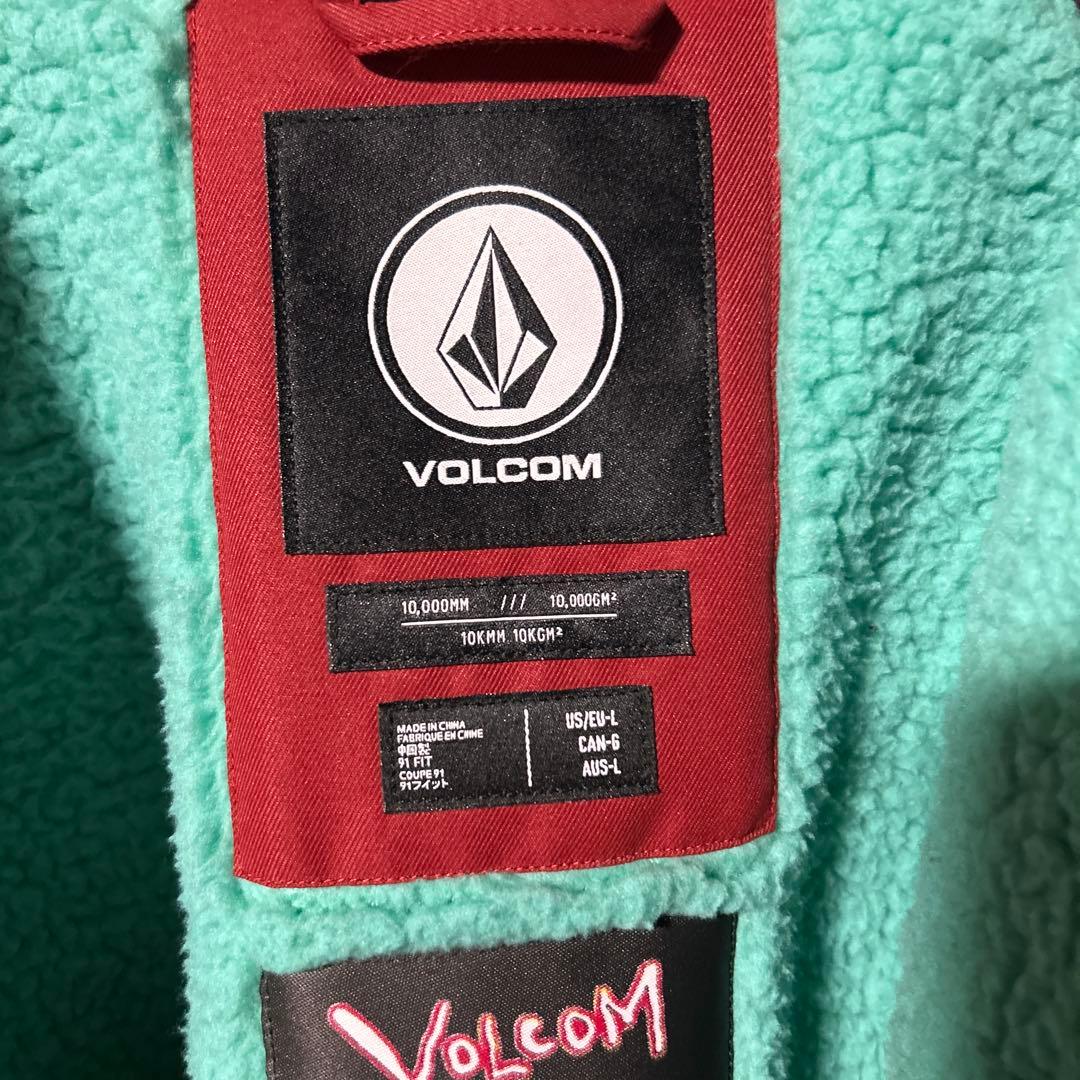 VOLCOM
10,000MM /// 10,000GM²
10KMM 10KGM²
MADE IN CHINA
FABRIQUE EN CHINE
中国製
91 FIT
COUPE 91
91フィット
US/EU-L
CAN-G
AUS-L
VOLCOM